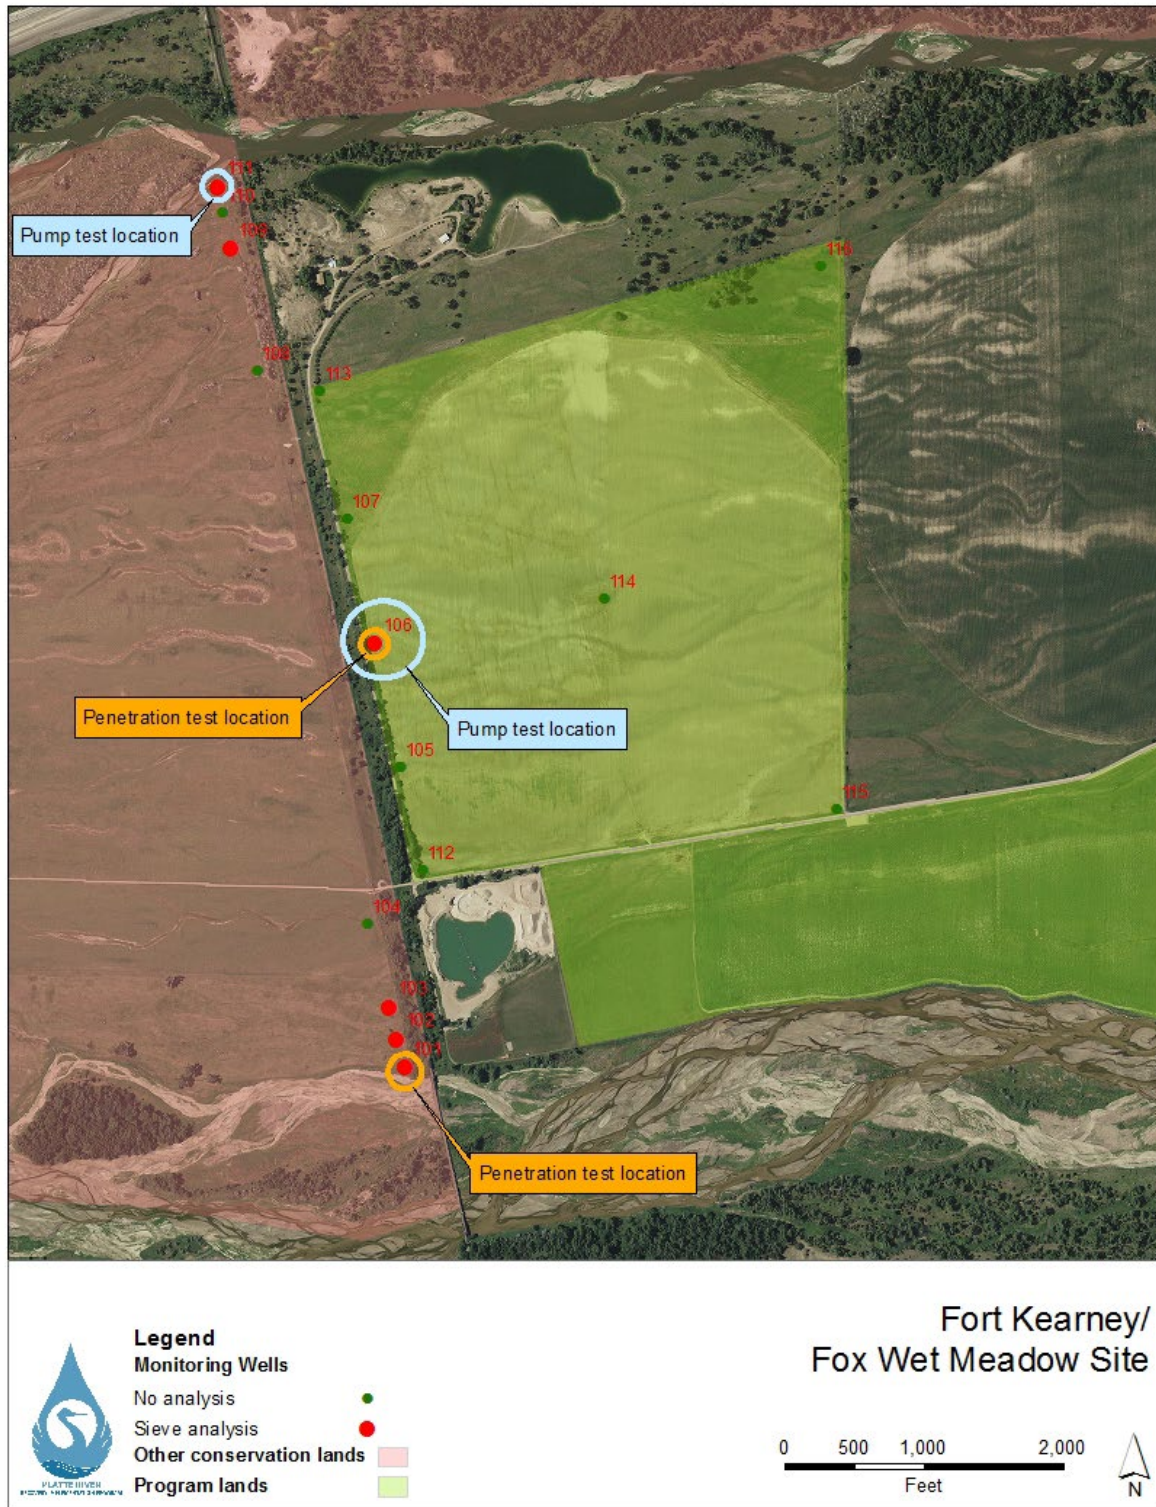 111
110
Pump test location
109
108
116
113
107
114
106
Penetration test location
Pump test location
105
115
112
104
103
102
101
Penetration test location
Fort Kearney/
Fox Wet Meadow Site
Legend
Monitoring Wells
No analysis
Sieve analysis
Other conservation lands
Program lands
PLATTE RIVER
0 500 1,000 2,000
Feet
N